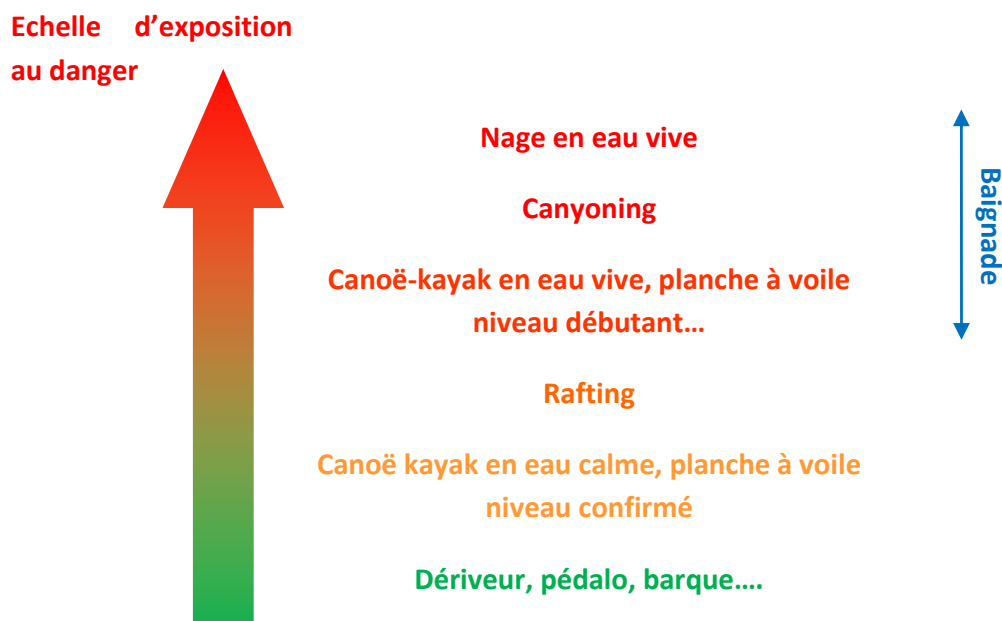 Echelle d’exposition
au danger
Nage en eau vive
Canyoning
Canoë-kayak en eau vive, planche à voile
niveau débutant…
Rafting
Canoë kayak en eau calme, planche à voile
niveau confirmé
Dériveur, pédalo, barque….
Baignade